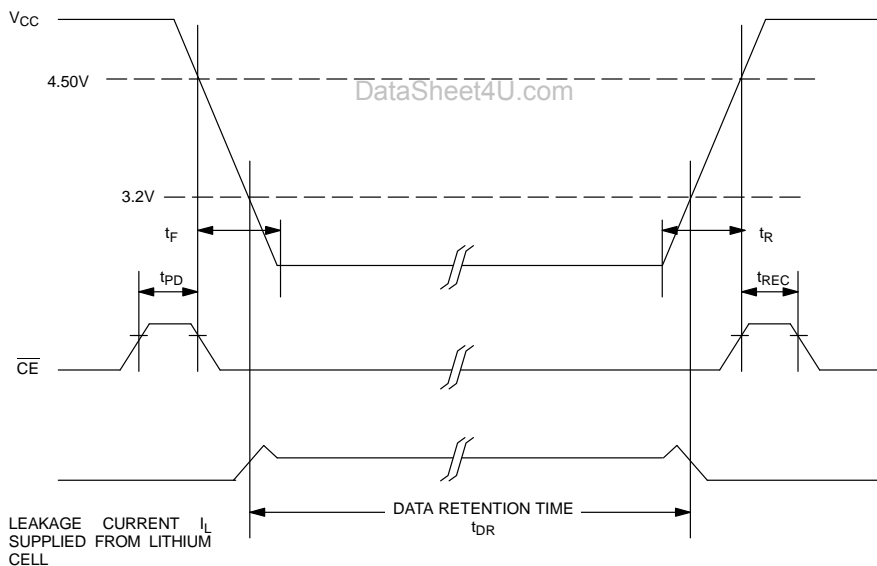 VCC
4.50V
DataSheet4U.com
3.2V
tF
tR
tPD
tREC
CE
DATA RETENTION TIME
tDR
LEAKAGE CURRENT IL
SUPPLIED FROM LITHIUM
CELL